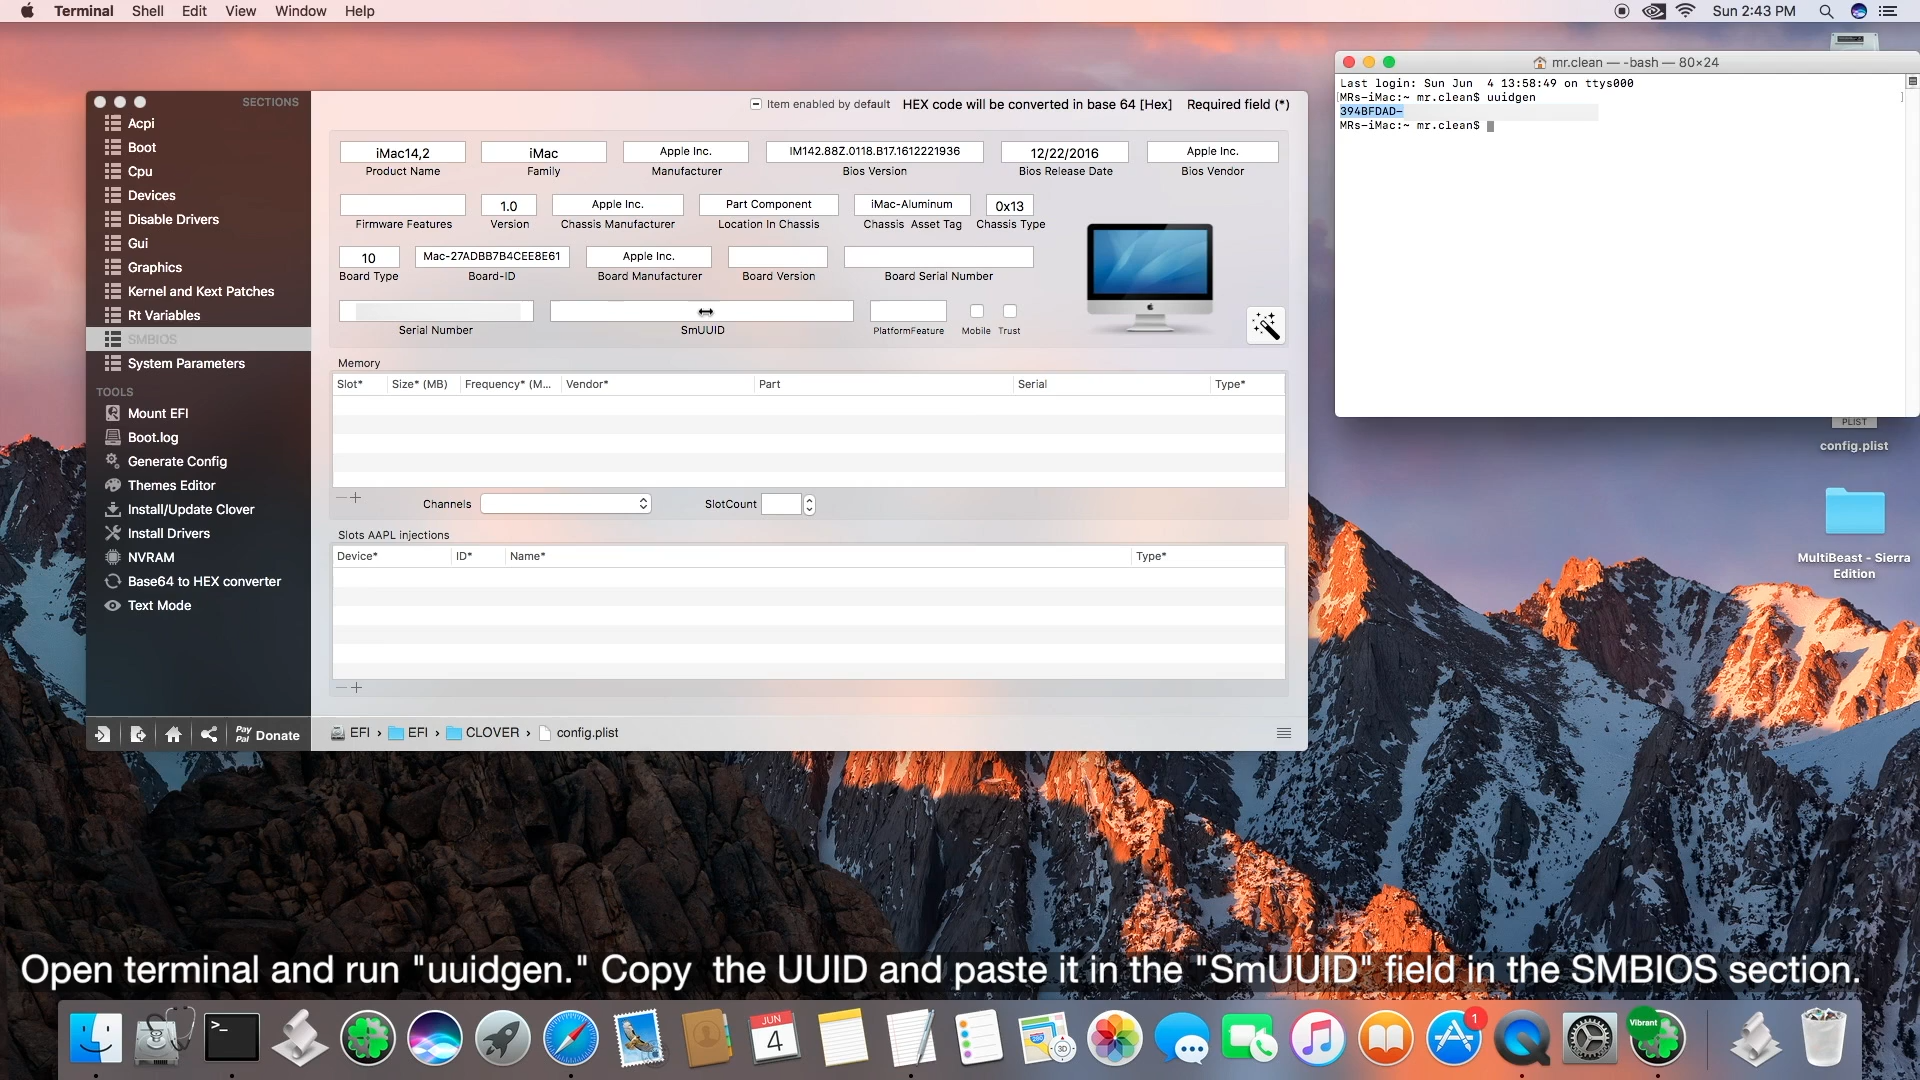 Terminal Shell Edit View Window Help
Sun 2:43 PM
mr.clean — -bash — 80×24
Last login: Sun Jun  4 13:58:49 on ttys000
[MRs-iMac:~ mr.clean$ uuidgen ]
394BFDAD-
MRs-iMac:~ mr.clean$
SECTIONS
Acpi
Boot
Cpu
Devices
Disable Drivers
Gui
Graphics
Kernel and Kext Patches
Rt Variables
SMBIOS
System Parameters
TOOLS
Mount EFI
Boot.log
Generate Config
Themes Editor
Install/Update Clover
Install Drivers
NVRAM
Base64 to HEX converter
Text Mode
Pay Pal Donate
Item enabled by default HEX code will be converted in base 64 [Hex] Required field (*)
iMac14,2 iMac Apple Inc. IM142.88Z.0118.B17.1612221936 12/22/2016 Apple Inc.
Product Name Family Manufacturer Bios Version Bios Release Date Bios Vendor
1.0 Apple Inc. Part Component iMac-Aluminum 0x13
Firmware Features Version Chassis Manufacturer Location In Chassis Chassis Asset Tag Chassis Type
10 Mac-27ADBB7B4CEE8E61 Apple Inc.
Board Type Board-ID Board Manufacturer Board Version Board Serial Number
Serial Number SmUUID PlatformFeature Mobile Trust
Memory
Slot* Size* (MB) Frequency* (M... Vendor* Part Serial Type*
Channels SlotCount
Slots AAPL injections
Device* ID* Name* Type*
EFI › EFI › CLOVER › config.plist
PLIST
config.plist
MultiBeast - Sierra
Edition
Open terminal and run "uuidgen." Copy  the UUID and paste it in the "SmUUID" field in the SMBIOS section.
>_
JUN
4
280
3D
1
Vibrant